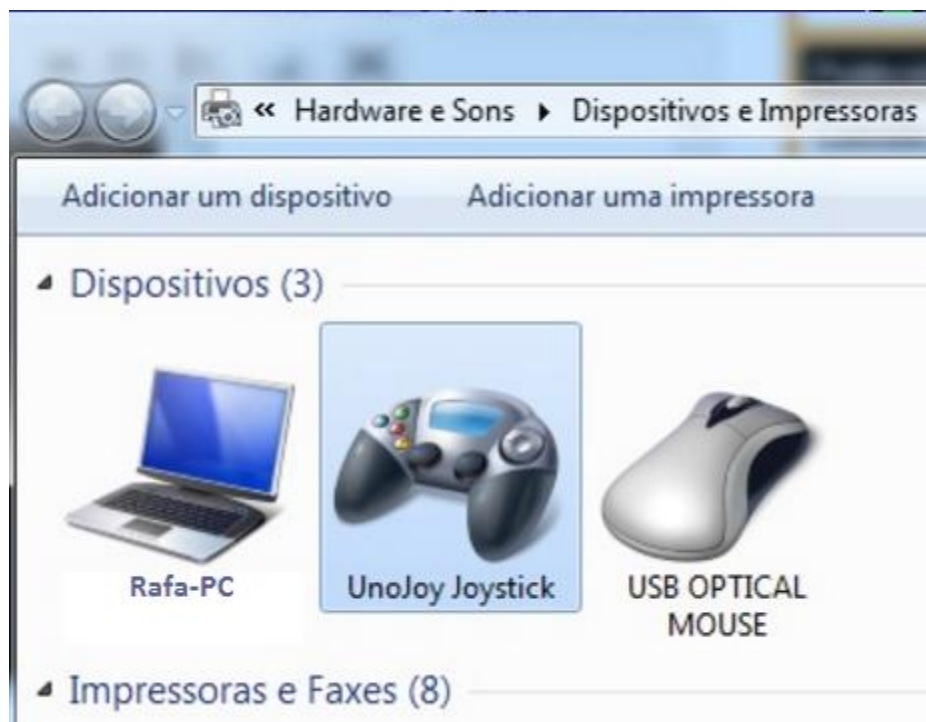 « Hardware e Sons ▸ Dispositivos e Impressoras
Adicionar um dispositivo Adicionar uma impressora
Dispositivos (3)
Rafa-PC UnoJoy Joystick USB OPTICAL
MOUSE
Impressoras e Faxes (8)